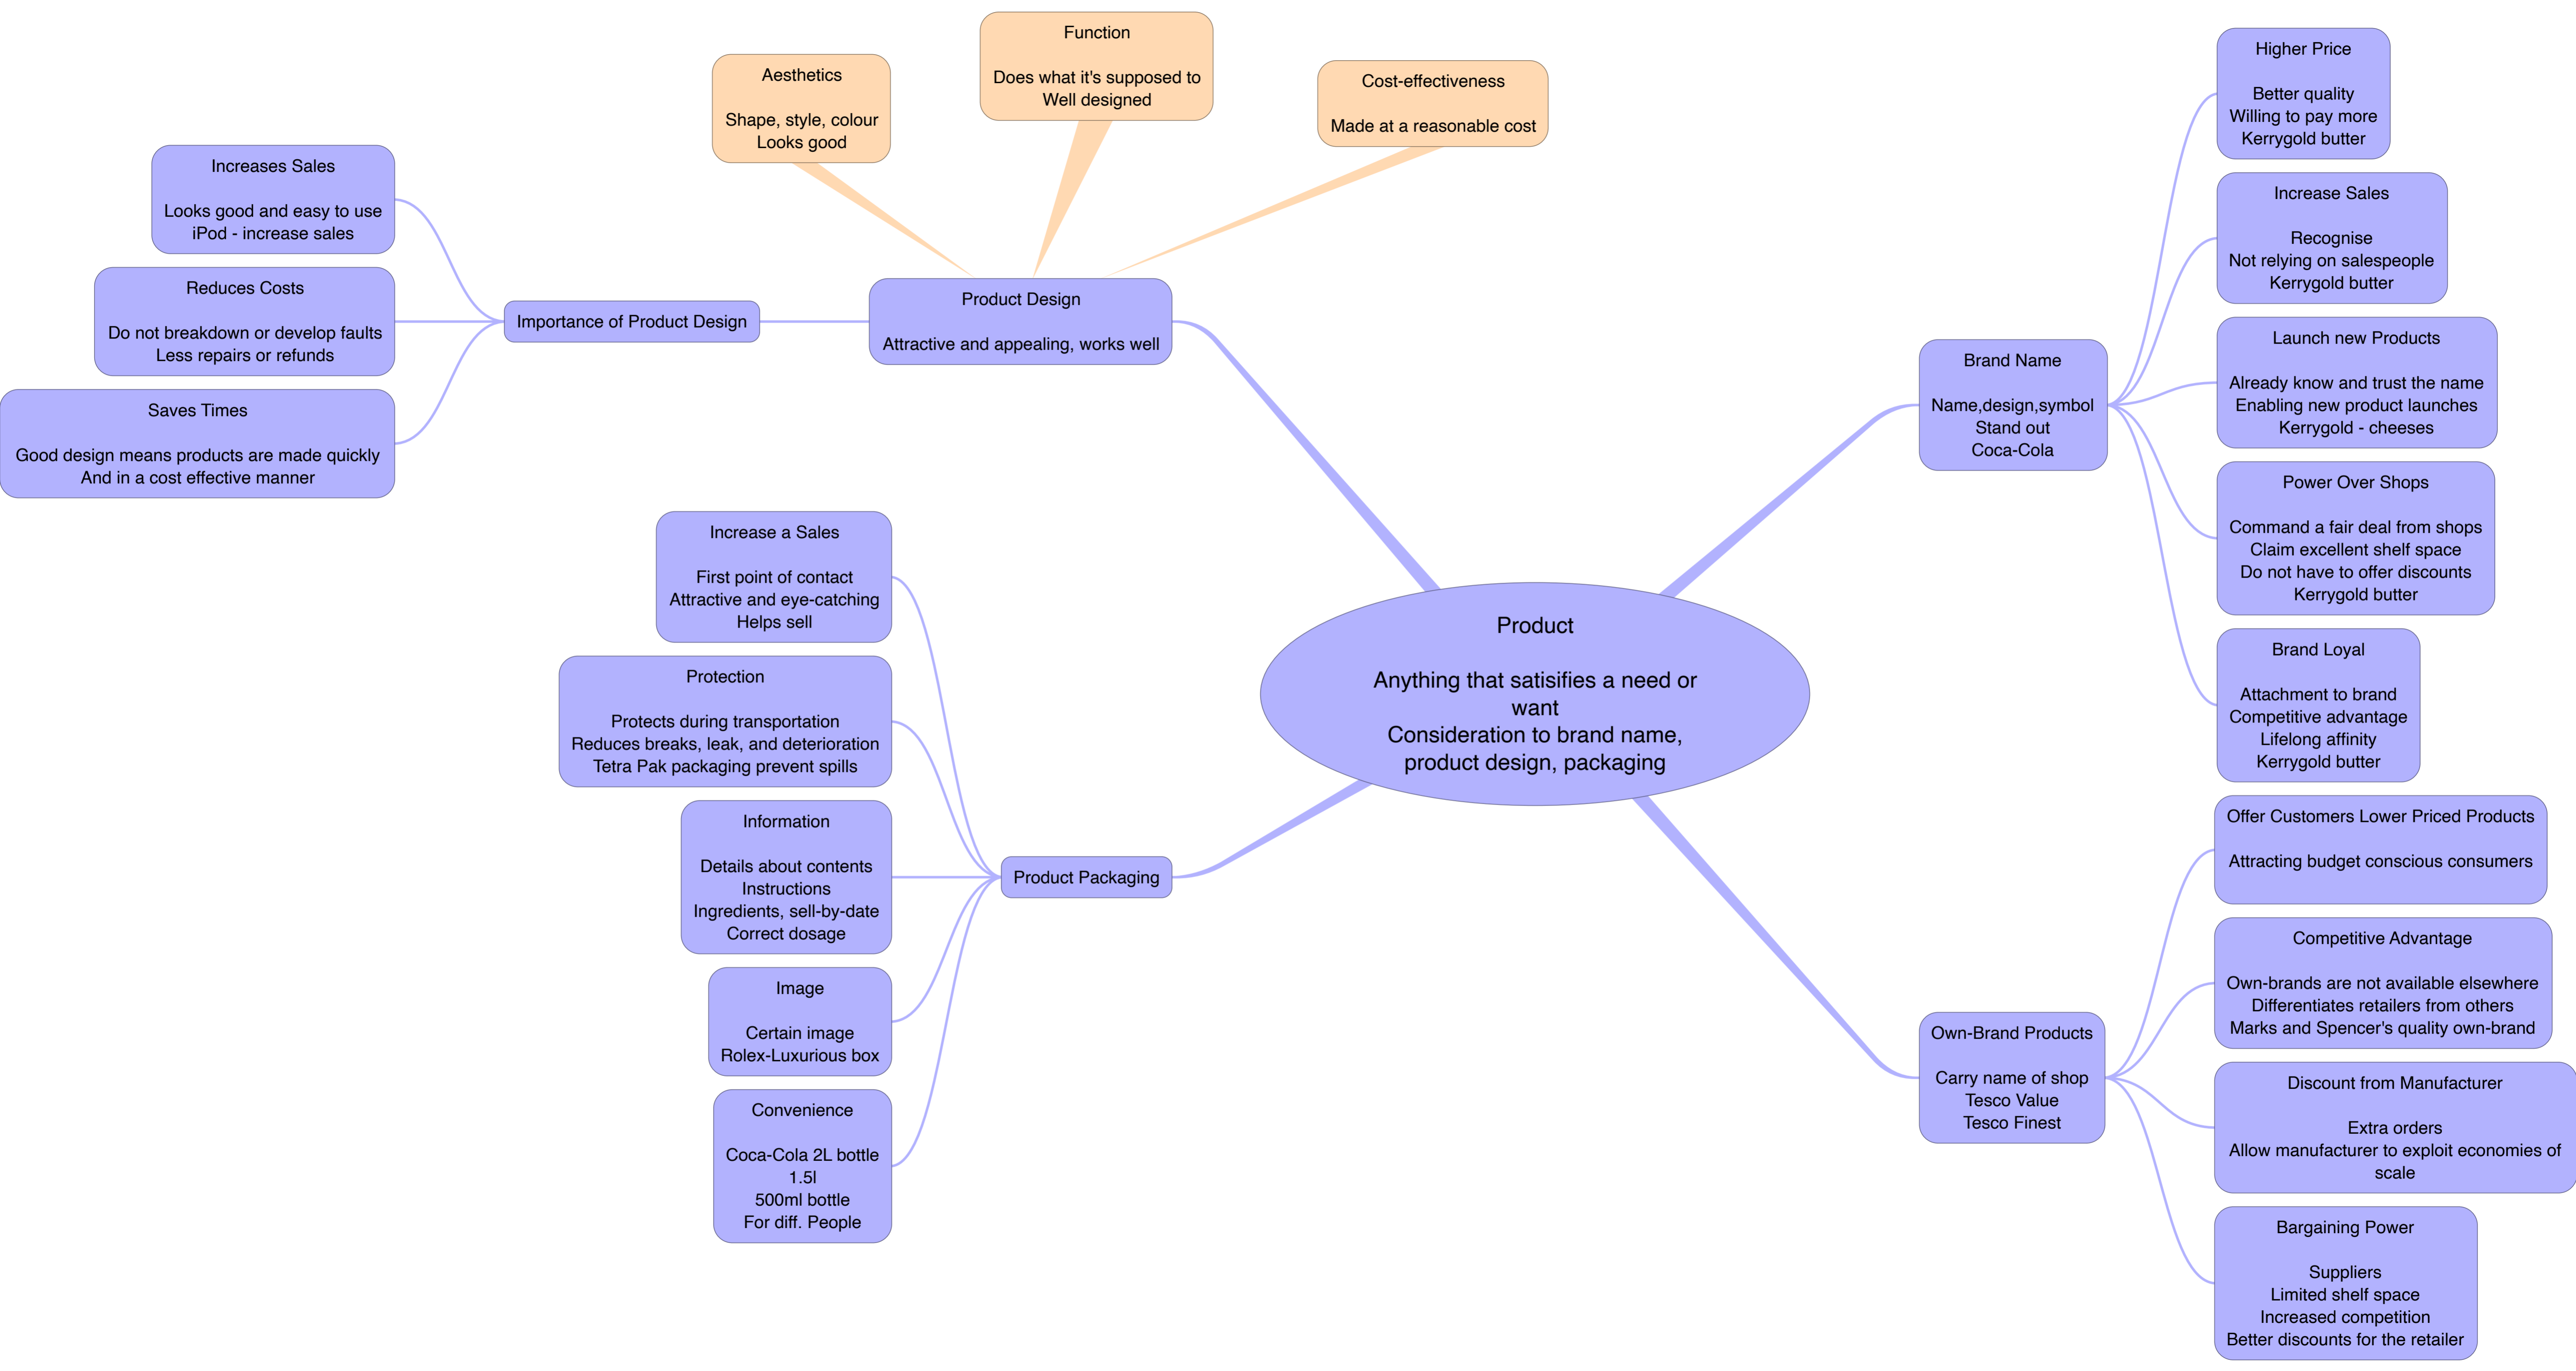 Product
Anything that satisifies a need or
want
Consideration to brand name,
product design, packaging
Product Design
Attractive and appealing, works well
Aesthetics
Shape, style, colour
Looks good
Function
Does what it's supposed to
Well designed
Cost-effectiveness
Made at a reasonable cost
Importance of Product Design
Increases Sales
Looks good and easy to use
iPod - increase sales
Reduces Costs
Do not breakdown or develop faults
Less repairs or refunds
Saves Times
Good design means products are made quickly
And in a cost effective manner
Product Packaging
Increase a Sales
First point of contact
Attractive and eye-catching
Helps sell
Protection
Protects during transportation
Reduces breaks, leak, and deterioration
Tetra Pak packaging prevent spills
Information
Details about contents
Instructions
Ingredients, sell-by-date
Correct dosage
Image
Certain image
Rolex-Luxurious box
Convenience
Coca-Cola 2L bottle
1.5l
500ml bottle
For diff. People
Brand Name
Name,design,symbol
Stand out
Coca-Cola
Higher Price
Better quality
Willing to pay more
Kerrygold butter
Increase Sales
Recognise
Not relying on salespeople
Kerrygold butter
Launch new Products
Already know and trust the name
Enabling new product launches
Kerrygold - cheeses
Power Over Shops
Command a fair deal from shops
Claim excellent shelf space
Do not have to offer discounts
Kerrygold butter
Brand Loyal
Attachment to brand
Competitive advantage
Lifelong affinity
Kerrygold butter
Own-Brand Products
Carry name of shop
Tesco Value
Tesco Finest
Offer Customers Lower Priced Products
Attracting budget conscious consumers
Competitive Advantage
Own-brands are not available elsewhere
Differentiates retailers from others
Marks and Spencer's quality own-brand
Discount from Manufacturer
Extra orders
Allow manufacturer to exploit economies of
scale
Bargaining Power
Suppliers
Limited shelf space
Increased competition
Better discounts for the retailer